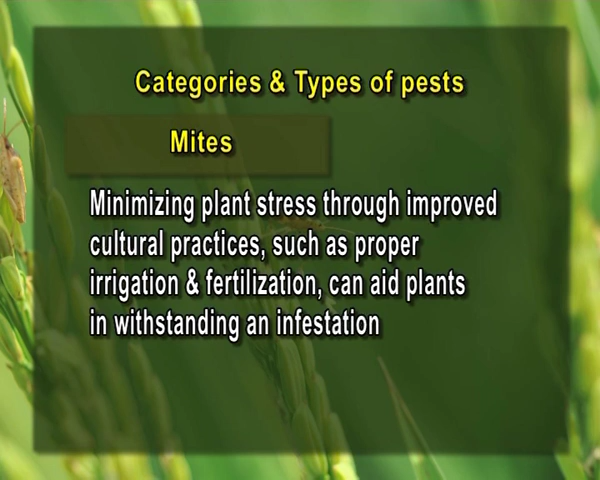 Categories & Types of pests
Mites
Minimizing plant stress through improved
cultural practices, such as proper
irrigation & fertilization, can aid plants
in withstanding an infestation